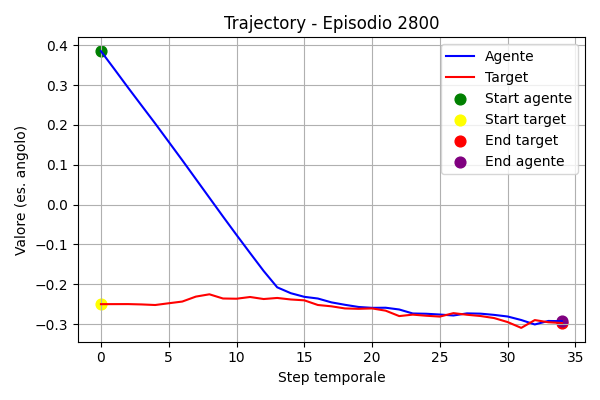 Trajectory - Episodio 2800
Valore (es. angolo)
0.4
0.3
0.2
0.1
0.0
−0.1
−0.2
−0.3
Agente
Target
Start agente
Start target
End target
End agente
0 5 10 15 20 25 30 35
Step temporale